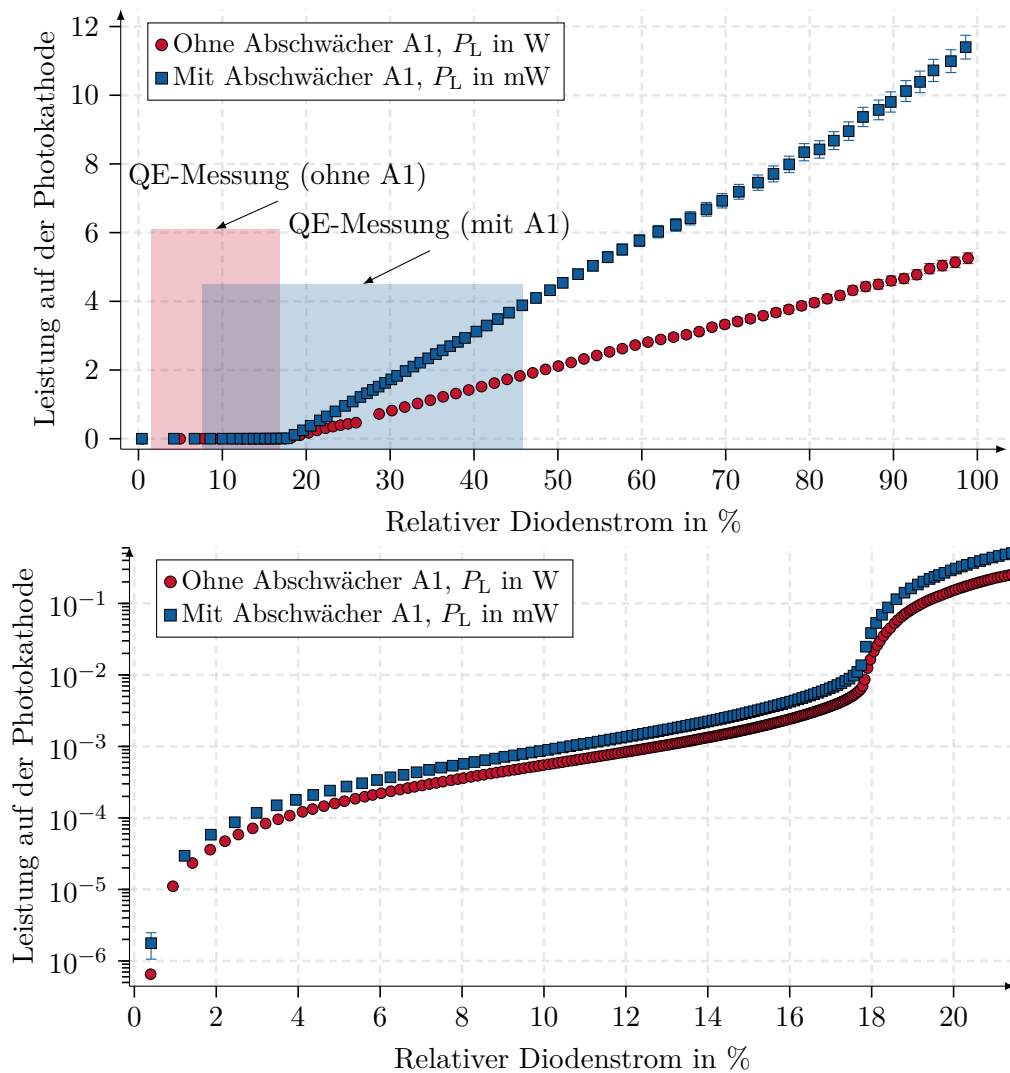 Leistung auf der Photokathode
12
10
8
6
4
2
0
Ohne Abschwächer A1, P_L in W
Mit Abschwächer A1, P_L in mW
QE-Messung (ohne A1)
QE-Messung (mit A1)
0 10 20 30 40 50 60 70 80 90 100
Relativer Diodenstrom in %
Leistung auf der Photokathode
10⁻¹
10⁻²
10⁻³
10⁻⁴
10⁻⁵
10⁻⁶
Ohne Abschwächer A1, P_L in W
Mit Abschwächer A1, P_L in mW
0 2 4 6 8 10 12 14 16 18 20
Relativer Diodenstrom in %